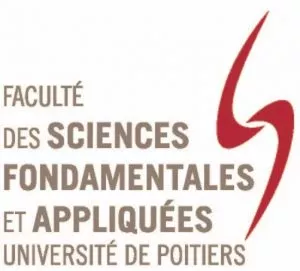 FACULTÉ
DES SCIENCES
FONDAMENTALES
ET APPLIQUÉES
UNIVERSITÉ DE POITIERS